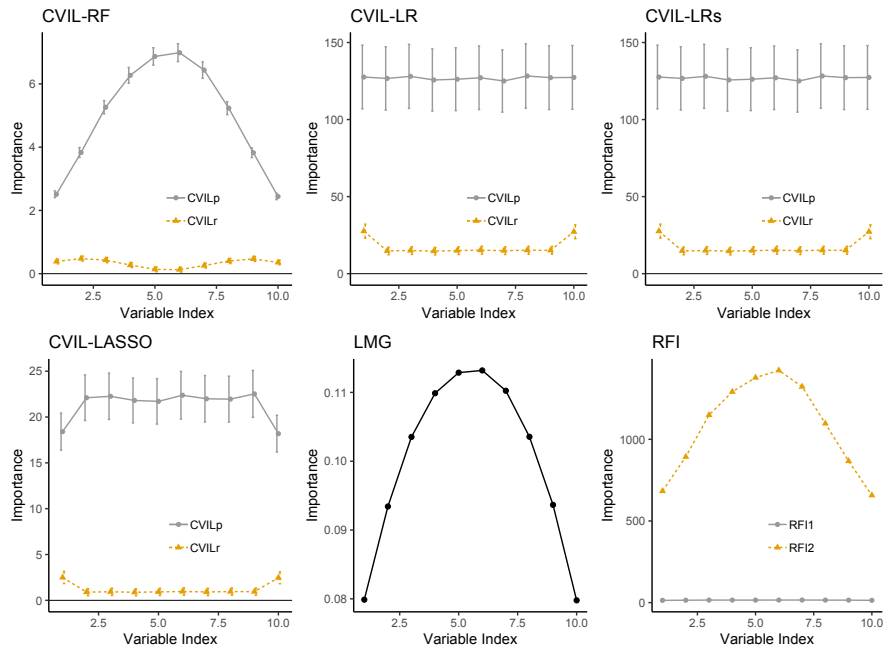 CVIL-RF
Importance
6
4
2
0
CVILp
CVILr
2.5 5.0 7.5 10.0
Variable Index
CVIL-LR
Importance
150
100
50
0
CVILp
CVILr
2.5 5.0 7.5 10.0
Variable Index
CVIL-LRs
Importance
150
100
50
0
CVILp
CVILr
2.5 5.0 7.5 10.0
Variable Index
CVIL-LASSO
Importance
25
20
15
10
5
0
CVILp
CVILr
2.5 5.0 7.5 10.0
Variable Index
LMG
Importance
0.11
0.10
0.09
0.08
2.5 5.0 7.5 10.0
Variable Index
RFI
Importance
1000
500
0
RFI1
RFI2
2.5 5.0 7.5 10.0
Variable Index